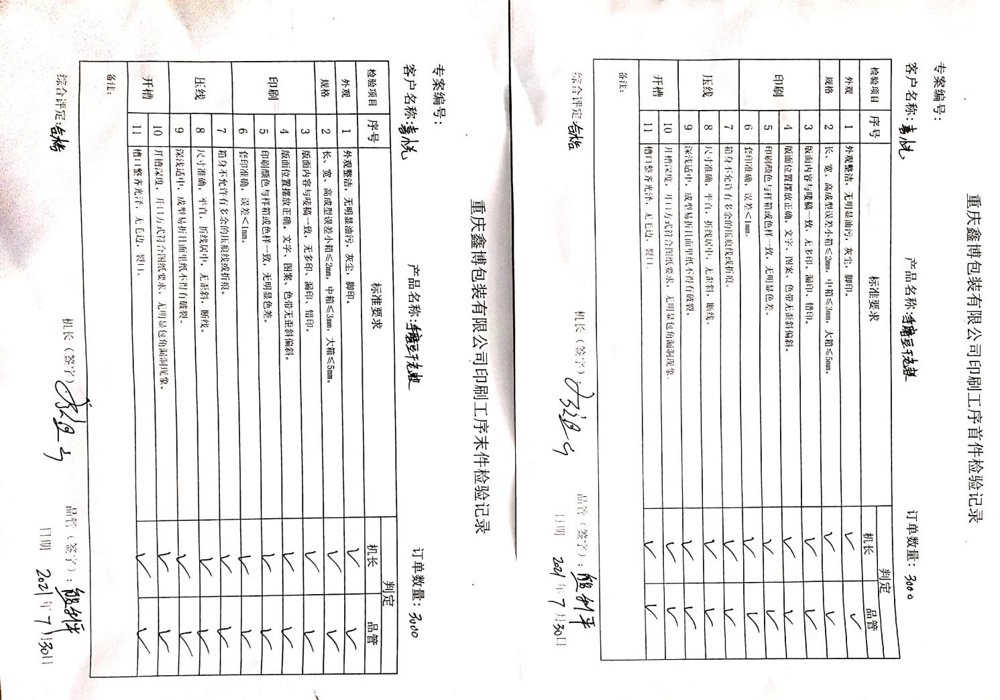 重庆鑫博包装有限公司印刷工序首件检验记录
专案编号：
客户名称：喜悦 产品名称：手磨豆干 订单数量：3000
检验项目 序号 标准要求 判定
机长 品管
外观 1 外观整洁，无明显油污，灰尘，脚印。 ✓ ✓
规格 2 长、宽、高成型误差小箱≤2mm，中箱≤3mm，大箱≤5mm。 ✓ ✓
印刷 3 版面内容与唛稿一致，无多印、漏印、错印。 ✓ ✓
4 版面位置摆放正确。文字、图案、色带无歪斜偏斜。 ✓ ✓
5 印刷颜色与样箱或色样一致，无明显色差。 ✓ ✓
6 套印准确，误差<1mm。 ✓ ✓
压线 7 箱身不允许有多余的压痕线或折痕。 ✓ ✓
8 尺寸准确，平直，折线居中，无歪斜，断线。 ✓ ✓
9 深浅适中，成型易折且面里纸不得有破裂。 ✓ ✓
开槽 10 开槽深度，开口方式符合图纸要求，无明显包角漏洞现象。 ✓ ✓
11 槽口整齐光泽，无毛边，裂口。 ✓ ✓
备注：
综合评定：合格 机长（签字）： 品管（签字）：
日期 2021年7月30日
重庆鑫博包装有限公司印刷工序末件检验记录
专案编号：
客户名称：喜悦 产品名称：手磨豆干 订单数量：3000
检验项目 序号 标准要求 判定
机长 品管
外观 1 外观整洁，无明显油污，灰尘，脚印。 ✓ ✓
规格 2 长、宽、高成型误差小箱≤2mm，中箱≤3mm，大箱≤5mm。 ✓ ✓
印刷 3 版面内容与唛稿一致，无多印、漏印、错印。 ✓ ✓
4 版面位置摆放正确。文字、图案、色带无歪斜偏斜。 ✓ ✓
5 印刷颜色与样箱或色样一致，无明显色差。 ✓ ✓
6 套印准确，误差<1mm。 ✓ ✓
压线 7 箱身不允许有多余的压痕线或折痕。 ✓ ✓
8 尺寸准确，平直，折线居中，无歪斜，断线。 ✓ ✓
9 深浅适中，成型易折且面里纸不得有破裂。 ✓ ✓
开槽 10 开槽深度，开口方式符合图纸要求，无明显包角漏洞现象。 ✓ ✓
11 槽口整齐光泽，无毛边，裂口。 ✓ ✓
备注：
综合评定：合格 机长（签字）： 品管（签字）：
日期 2021年7月30日